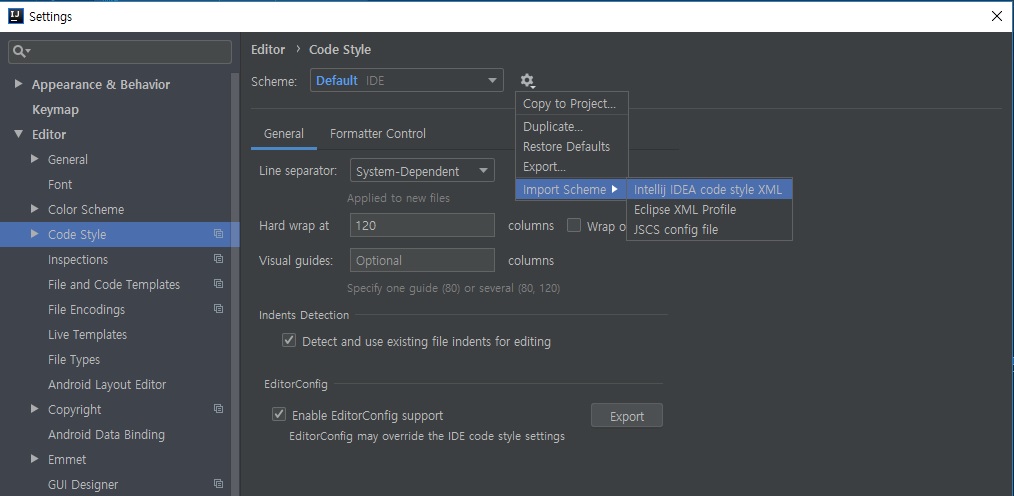 IJ Settings
Appearance & Behavior
Keymap
Editor
General
Font
Color Scheme
Code Style
Inspections
File and Code Templates
File Encodings
Live Templates
File Types
Android Layout Editor
Copyright
Android Data Binding
Emmet
GUI Designer
Editor › Code Style
Scheme: Default IDE
Copy to Project...
Duplicate...
Restore Defaults
Export...
Import Scheme
Intellij IDEA code style XML
Eclipse XML Profile
JSCS config file
General Formatter Control
Line separator: System-Dependent
Applied to new files
Hard wrap at 120 columns Wrap o
Visual guides: Optional columns
Specify one guide (80) or several (80, 120)
Indents Detection
Detect and use existing file indents for editing
EditorConfig
Enable EditorConfig support Export
EditorConfig may override the IDE code style settings